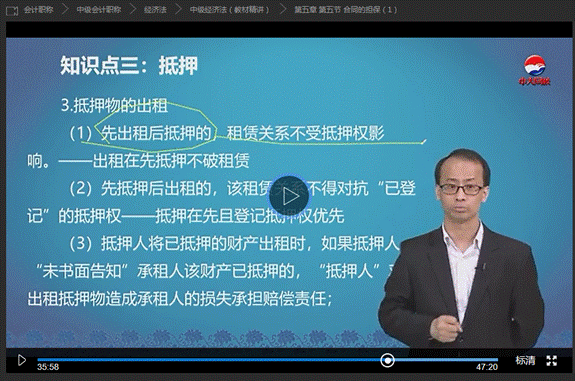 会计职称 > 中级会计职称 > 经济法 > 中级经济法（教材精讲） > 第五章 第五节 合同的担保（1）
知识点三：抵押
3.抵押物的出租
（1）先出租后抵押的，租赁关系不受抵押权影
响。——出租在先抵押不破租赁
（2）先抵押后出租的，该租赁关系不得对抗“已登
记”的抵押权——抵押在先且登记抵押权优先
（3）抵押人将已抵押的财产出租时，如果抵押人
“未书面告知”承租人该财产已抵押的，“抵押人”
出租抵押物造成承租人的损失承担赔偿责任；
35:58
47:20
标清